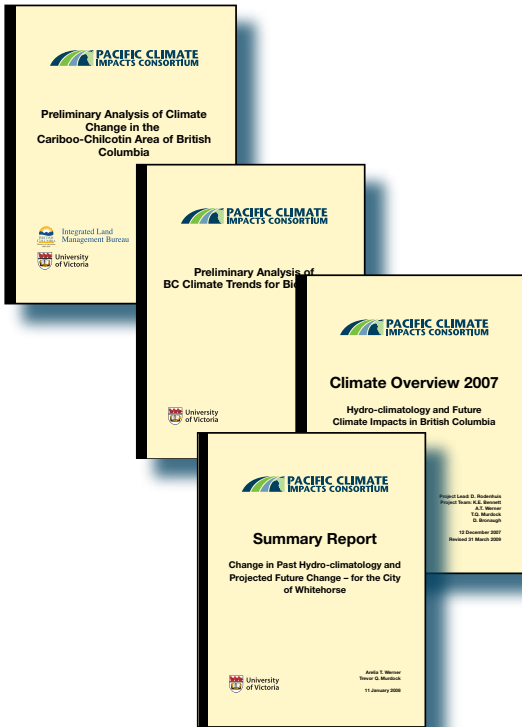 PACIFIC CLIMATE
IMPACTS CONSORTIUM
Preliminary Analysis of Climate
Change in the
Cariboo-Chilcotin Area of British
Columbia
Integrated Land
Management Bureau
University
of Victoria
PACIFIC CLIMATE
IMPACTS CONSORTIUM
Preliminary Analysis of
BC Climate Trends for
University
of Victoria
PACIFIC CLIMATE
IMPACTS CONSORTIUM
Climate Overview 2007
Hydro-climatology and Future
Climate Impacts in British Columbia
Project Lead: D. Rodenhuis
Project Team: K.E. Bennett
A.T. Werner
T.Q. Murdock
D. Bronaugh
12 December 2007
Revised 31 March 2009
PACIFIC CLIMATE
IMPACTS CONSORTIUM
Summary Report
Change in Past Hydro-climatology and
Projected Future Change – for the City
of Whitehorse
Arelia T. Werner
Trevor Q. Murdock
11 January 2008
University
of Victoria